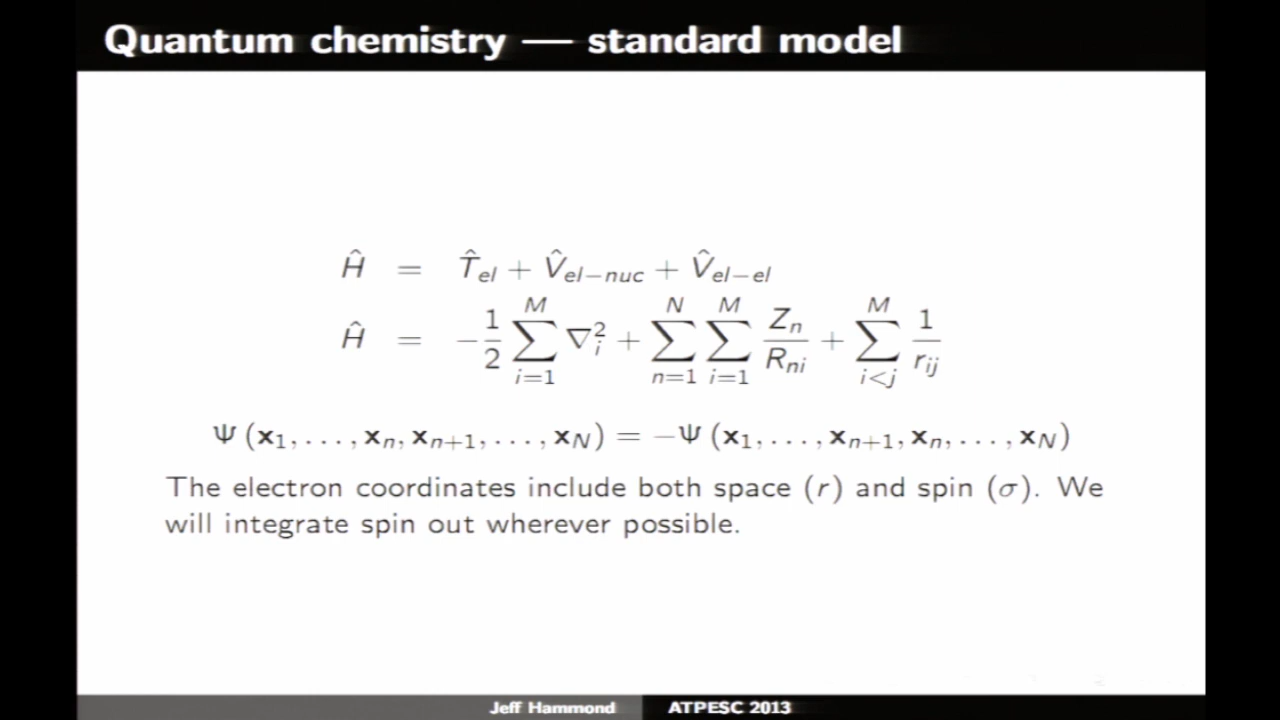 Quantum chemistry — standard model
Ĥ = T̂_el + V̂_el−nuc + V̂_el−el
Ĥ = −1/2 ∑_{i=1}^{M} ∇_i^2 + ∑_{n=1}^{N} ∑_{i=1}^{M} Z_n/R_ni + ∑_{i<j}^{M} 1/r_ij
Ψ (x_1, . . . , x_n, x_{n+1}, . . . , x_N) = −Ψ (x_1, . . . , x_{n+1}, x_n, . . . , x_N)
The electron coordinates include both space (r) and spin (σ). We
will integrate spin out wherever possible.
Jeff Hammond ATPESC 2013